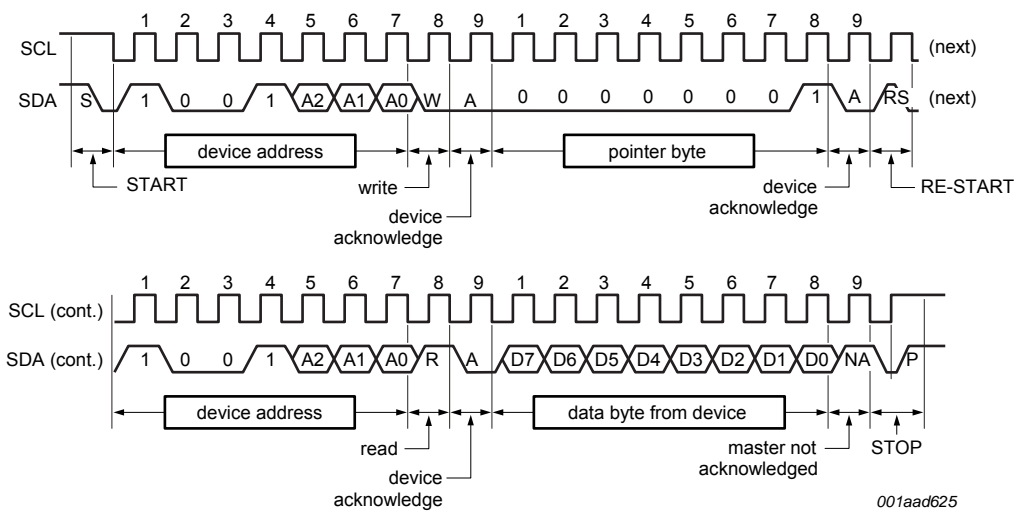 1 2 3 4 5 6 7 8 9 1 2 3 4 5 6 7 8 9
SCL (next)
SDA S 1 0 0 1 A2 A1 A0 W A 0 0 0 0 0 0 0 1 A RS (next)
device address pointer byte
START write device acknowledge device acknowledge RE-START
1 2 3 4 5 6 7 8 9 1 2 3 4 5 6 7 8 9
SCL (cont.)
SDA (cont.) 1 0 0 1 A2 A1 A0 R A D7 D6 D5 D4 D3 D2 D1 D0 NA P
device address data byte from device
read device acknowledge master not acknowledged STOP
001aad625